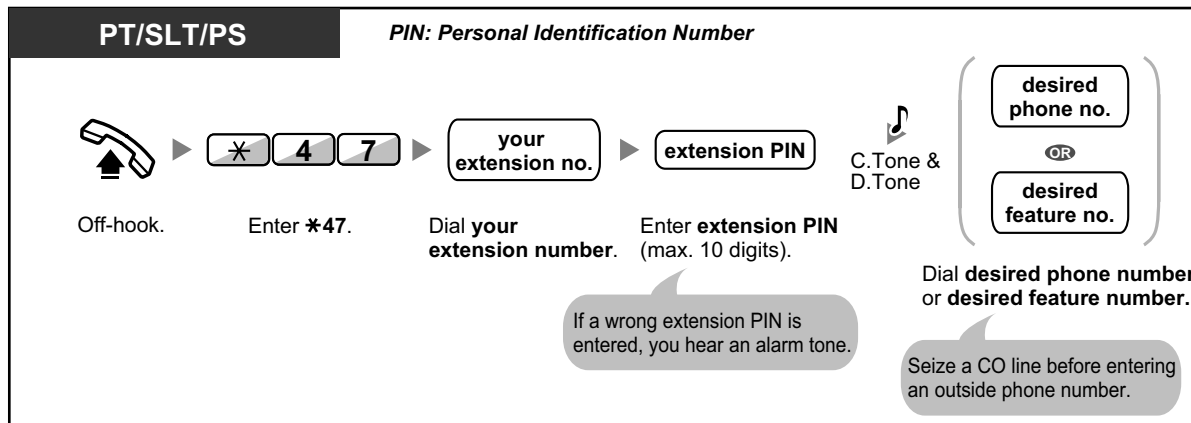 PT/SLT/PS
PIN: Personal Identification Number
* 4 7
your
extension no.
extension PIN
C.Tone &
D.Tone
desired
phone no.
OR
desired
feature no.
Off-hook.
Enter *47.
Dial your
extension number.
Enter extension PIN
(max. 10 digits).
Dial desired phone number
or desired feature number.
If a wrong extension PIN is
entered, you hear an alarm tone.
Seize a CO line before entering
an outside phone number.